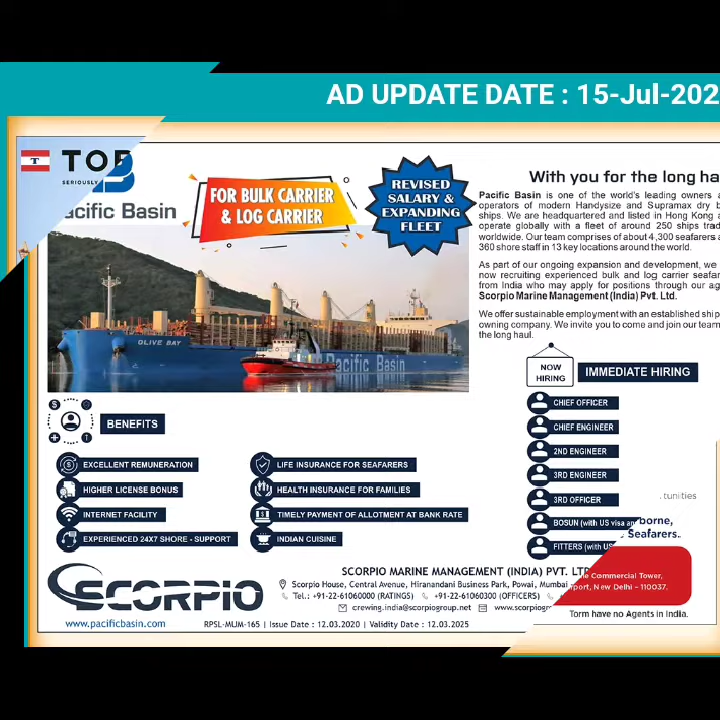 AD UPDATE DATE : 15-Jul-202
T TOP
SERIOUSLY
acific Basin
FOR BULK CARRIER
& LOG CARRIER
REVISED
SALARY &
EXPANDING
FLEET
OLIVE BAY
Pacific Basin
With you for the long ha
Pacific Basin is one of the world's leading owners a
operators of modern Handysize and Supramax dry b
ships. We are headquartered and listed in Hong Kong a
operate globally with a fleet of around 250 ships trad
worldwide. Our team comprises of about 4,300 seafarers a
360 shore staff in 13 key locations around the world.
As part of our ongoing expansion and development, we
now recruiting experienced bulk and log carrier seafar
from India who may apply for positions through our age
Scorpio Marine Management (India) Pvt. Ltd.
We offer sustainable employment with an established ship
owning company. We invite you to come and join our team
the long haul.
NOW
HIRING
IMMEDIATE HIRING
CHIEF OFFICER
CHIEF ENGINEER
2ND ENGINEER
3RD ENGINEER
3RD OFFICER
BOSUN (with US visa an
FITTERS (with US
BENEFITS
EXCELLENT REMUNERATION
HIGHER LICENSE BONUS
INTERNET FACILITY
EXPERIENCED 24X7 SHORE - SUPPORT
LIFE INSURANCE FOR SEAFARERS
HEALTH INSURANCE FOR FAMILIES
TIMELY PAYMENT OF ALLOTMENT AT BANK RATE
INDIAN CUISINE
tunities
borne,
Seafarers.
SCORPIO
www.pacificbasin.com
SCORPIO MARINE MANAGEMENT (INDIA) PVT. LTD
Scorpio House, Central Avenue, Hiranandani Business Park, Powai, Mumbai
Tel.: +91-22-61060000 (RATINGS) +91-22-61060300 (OFFICERS)
crewing.india@scorpiogroup.net www.scorpiogr
RPSL-MUM-165 | Issue Date : 12.03.2020 | Validity Date : 12.03.2025
Commercial Tower,
port, New Delhi - 110037.
Torm have no Agents in India.